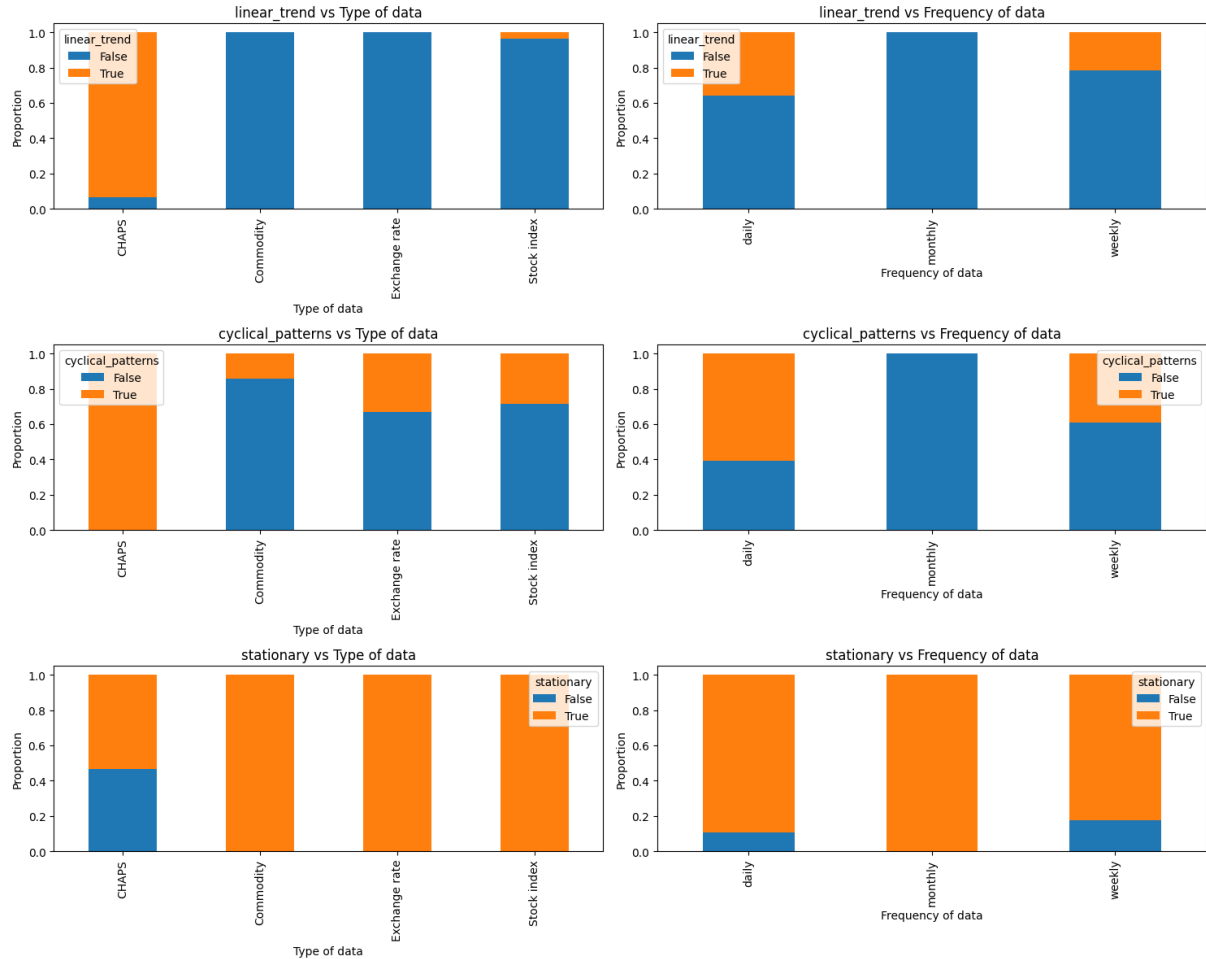 linear_trend vs Type of data
linear_trend
False
True
1.0
0.8
0.6
0.4
0.2
0.0
Proportion
CHAPS
Commodity
Exchange rate
Stock index
Type of data
linear_trend vs Frequency of data
linear_trend
False
True
1.0
0.8
0.6
0.4
0.2
0.0
Proportion
daily
monthly
weekly
Frequency of data
cyclical_patterns vs Type of data
cyclical_patterns
False
True
1.0
0.8
0.6
0.4
0.2
0.0
Proportion
CHAPS
Commodity
Exchange rate
Stock index
Type of data
cyclical_patterns vs Frequency of data
cyclical_patterns
False
True
1.0
0.8
0.6
0.4
0.2
0.0
Proportion
daily
monthly
weekly
Frequency of data
stationary vs Type of data
stationary
False
True
1.0
0.8
0.6
0.4
0.2
0.0
Proportion
CHAPS
Commodity
Exchange rate
Stock index
Type of data
stationary vs Frequency of data
stationary
False
True
1.0
0.8
0.6
0.4
0.2
0.0
Proportion
daily
monthly
weekly
Frequency of data